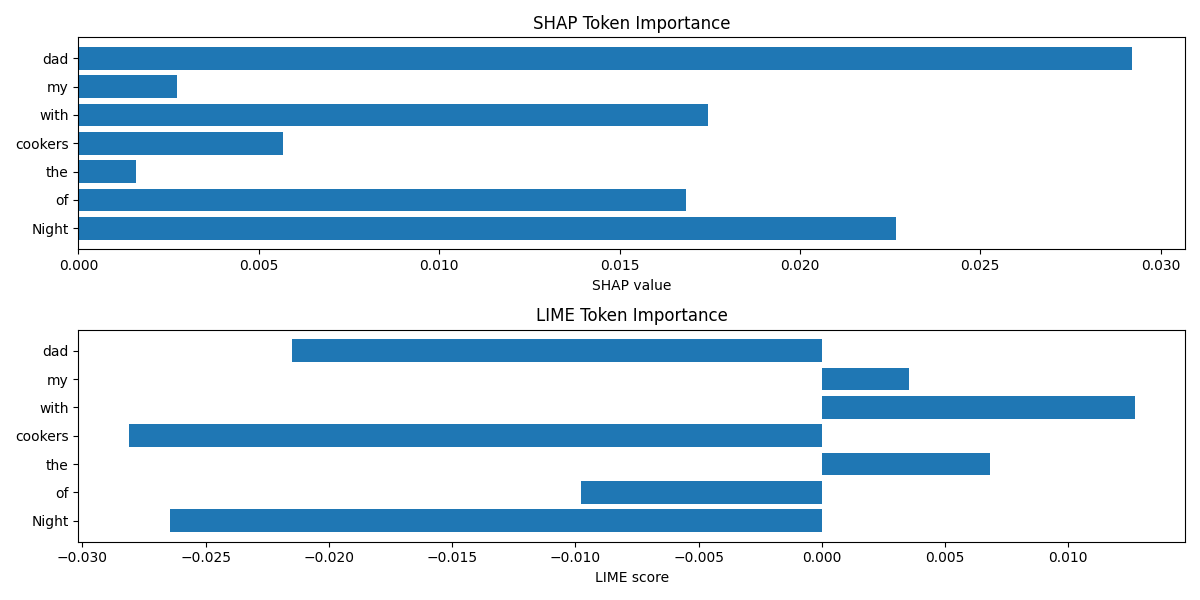 SHAP Token Importance
dad
my
with
cookers
the
of
Night
0.000 0.005 0.010 0.015 0.020 0.025 0.030
SHAP value
LIME Token Importance
dad
my
with
cookers
the
of
Night
−0.030 −0.025 −0.020 −0.015 −0.010 −0.005 0.000 0.005 0.010
LIME score